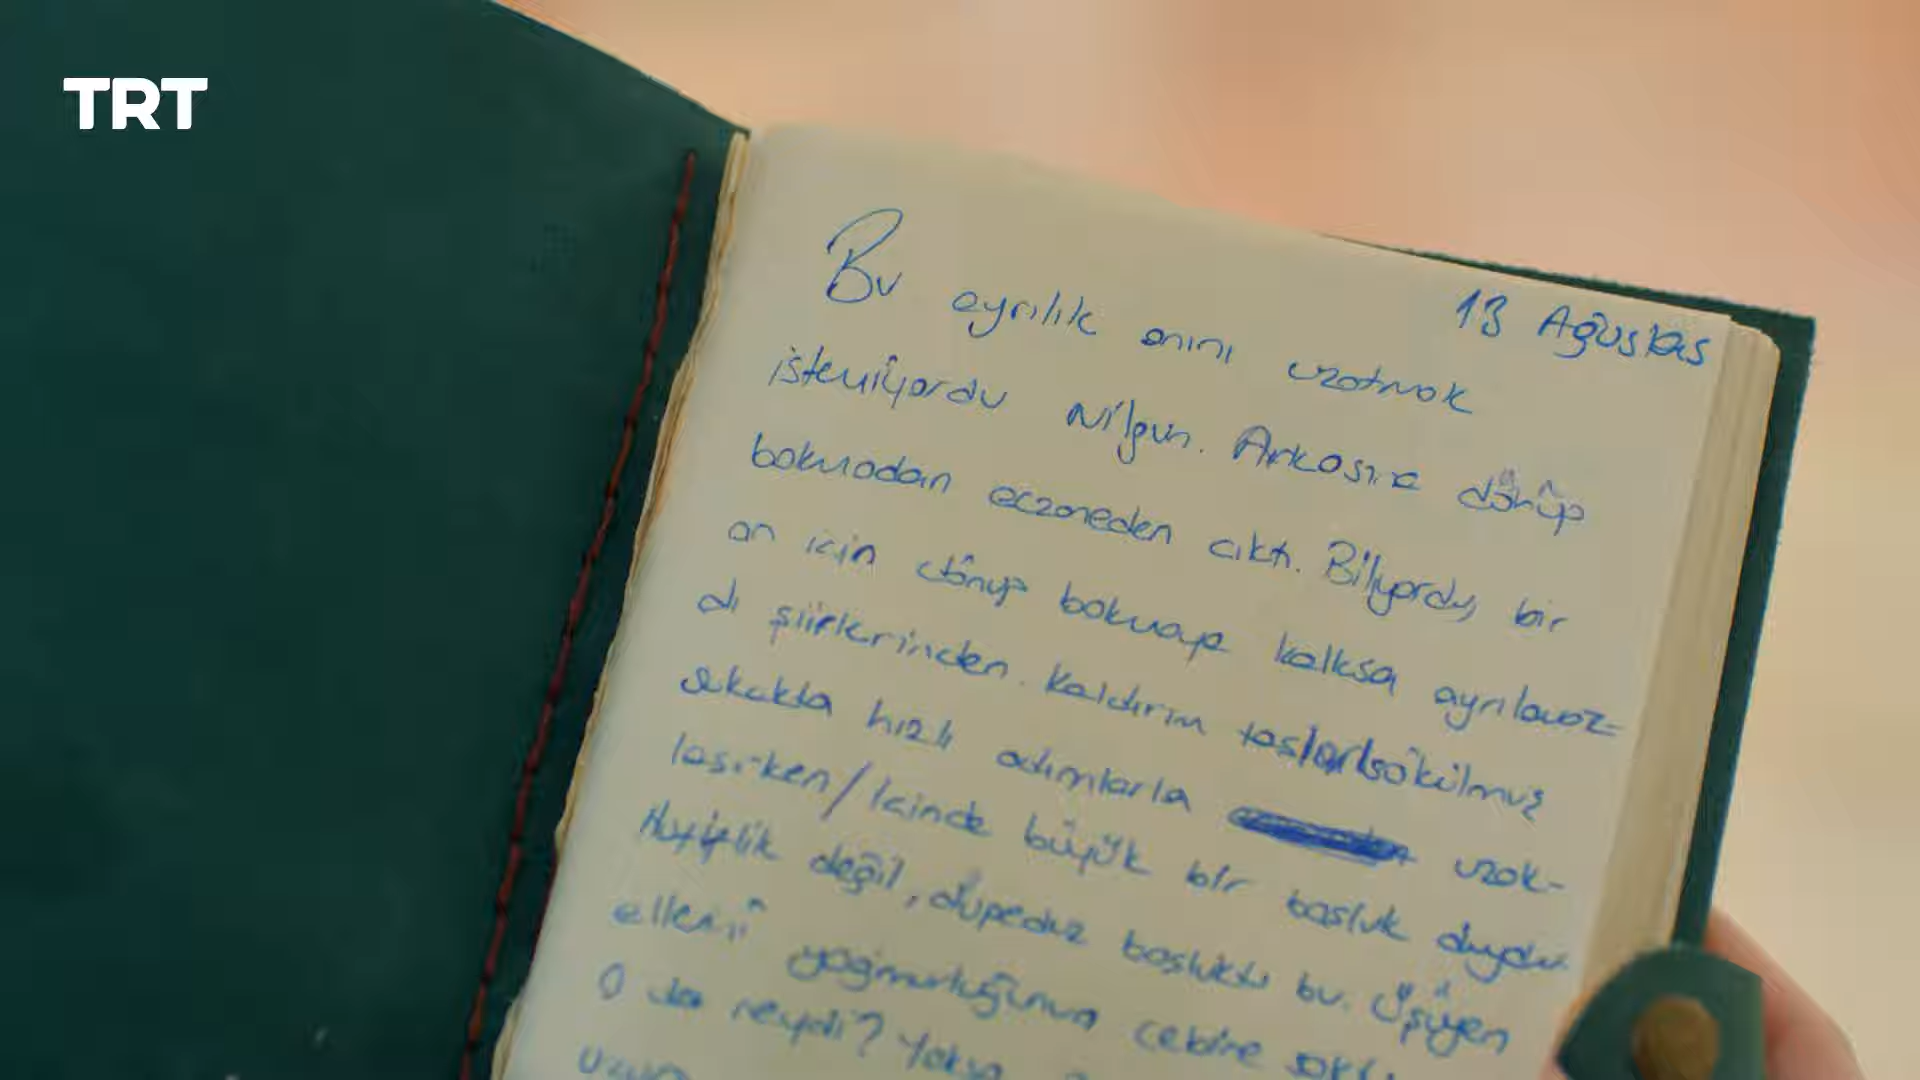 TRT
13 Ağustos
Bu ayrılık anını uzatmak
istemiyordu Nilgün. Arkasına dönüp
bakmadan eczaneden çıktı. Biliyordu, bir
an için dönüp bakmaya kalksa ayrılamaz-
dı şiirlerinden. Kaldırım taşları sökülmüş
sokakta hızlı adımlarla uzak-
laşırken/içinde büyük bir boşluk duydu.
Hafiflik değil, düpedüz boşluktu bu. Üşüyen
ellerini yağmurluğunun cebine
O da neydi? Yoksa